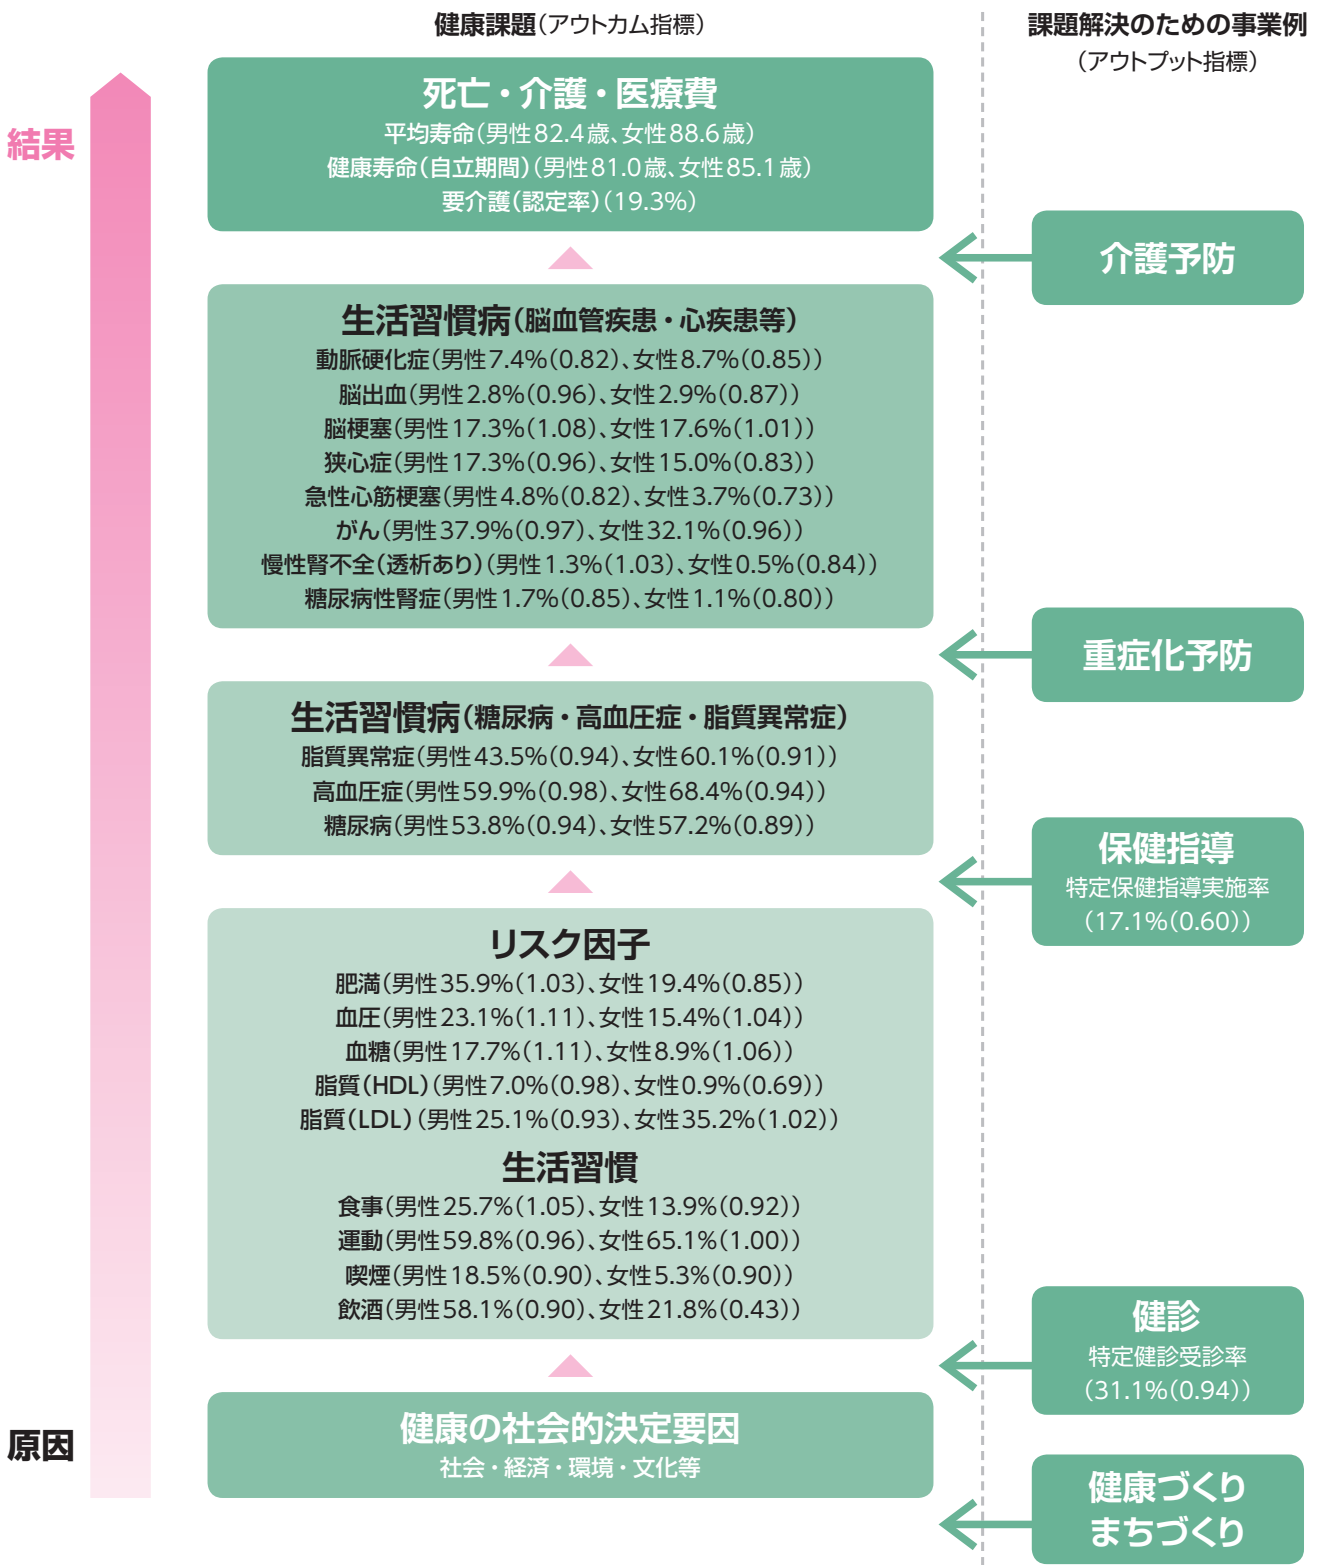 健康課題(アウトカム指標)
課題解決のための事業例
(アウトプット指標)
結果
死亡・介護・医療費
平均寿命(男性82.4歳、女性88.6歳)
健康寿命(自立期間)(男性81.0歳、女性85.1歳)
要介護(認定率)(19.3%)
介護予防
生活習慣病(脳血管疾患・心疾患等)
動脈硬化症(男性7.4%(0.82)、女性8.7%(0.85))
脳出血(男性2.8%(0.96)、女性2.9%(0.87))
脳梗塞(男性17.3%(1.08)、女性17.6%(1.01))
狭心症(男性17.3%(0.96)、女性15.0%(0.83))
急性心筋梗塞(男性4.8%(0.82)、女性3.7%(0.73))
がん(男性37.9%(0.97)、女性32.1%(0.96))
慢性腎不全(透析あり)(男性1.3%(1.03)、女性0.5%(0.84))
糖尿病性腎症(男性1.7%(0.85)、女性1.1%(0.80))
重症化予防
生活習慣病(糖尿病・高血圧症・脂質異常症)
脂質異常症(男性43.5%(0.94)、女性60.1%(0.91))
高血圧症(男性59.9%(0.98)、女性68.4%(0.94))
糖尿病(男性53.8%(0.94)、女性57.2%(0.89))
保健指導
特定保健指導実施率
(17.1%(0.60))
リスク因子
肥満(男性35.9%(1.03)、女性19.4%(0.85))
血圧(男性23.1%(1.11)、女性15.4%(1.04))
血糖(男性17.7%(1.11)、女性8.9%(1.06))
脂質(HDL)(男性7.0%(0.98)、女性0.9%(0.69))
脂質(LDL)(男性25.1%(0.93)、女性35.2%(1.02))
生活習慣
食事(男性25.7%(1.05)、女性13.9%(0.92))
運動(男性59.8%(0.96)、女性65.1%(1.00))
喫煙(男性18.5%(0.90)、女性5.3%(0.90))
飲酒(男性58.1%(0.90)、女性21.8%(0.43))
健診
特定健診受診率
(31.1%(0.94))
原因
健康の社会的決定要因
社会・経済・環境・文化等
健康づくり
まちづくり